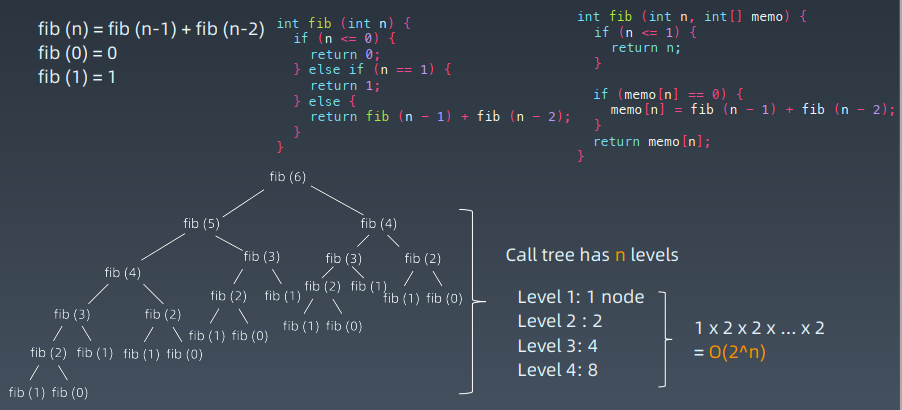 fib (n) = fib (n-1) + fib (n-2)
fib (0) = 0
fib (1) = 1
int fib (int n) {
if (n <= 0) {
return 0;
} else if (n == 1) {
return 1;
} else {
return fib (n - 1) + fib (n - 2);
}
}
int fib (int n, int[] memo) {
if (n <= 1) {
return n;
}
if (memo[n] == 0) {
memo[n] = fib (n - 1) + fib (n - 2);
}
return memo[n];
}
fib (6)
fib (5) fib (4)
fib (4) fib (3) fib (3) fib (2)
fib (3) fib (2) fib (2) fib (1) fib (2) fib (1) fib (1) fib (0)
fib (2) fib (1) fib (1) fib (0) fib (1) fib (0) fib (1) fib (0)
fib (1) fib (0)
Call tree has n levels
Level 1: 1 node
Level 2 : 2
Level 3: 4
Level 4: 8
1 x 2 x 2 x ... x 2
= O(2^n)